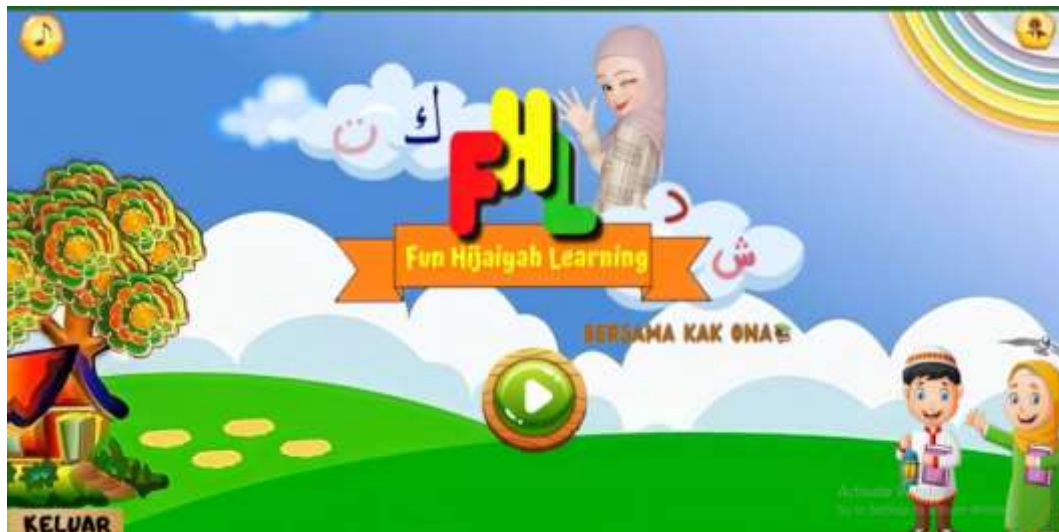 ت ك
FHL
د
ش
Fun Hijaiyah Learning
BERSAMA KAK ONA
KELUAR